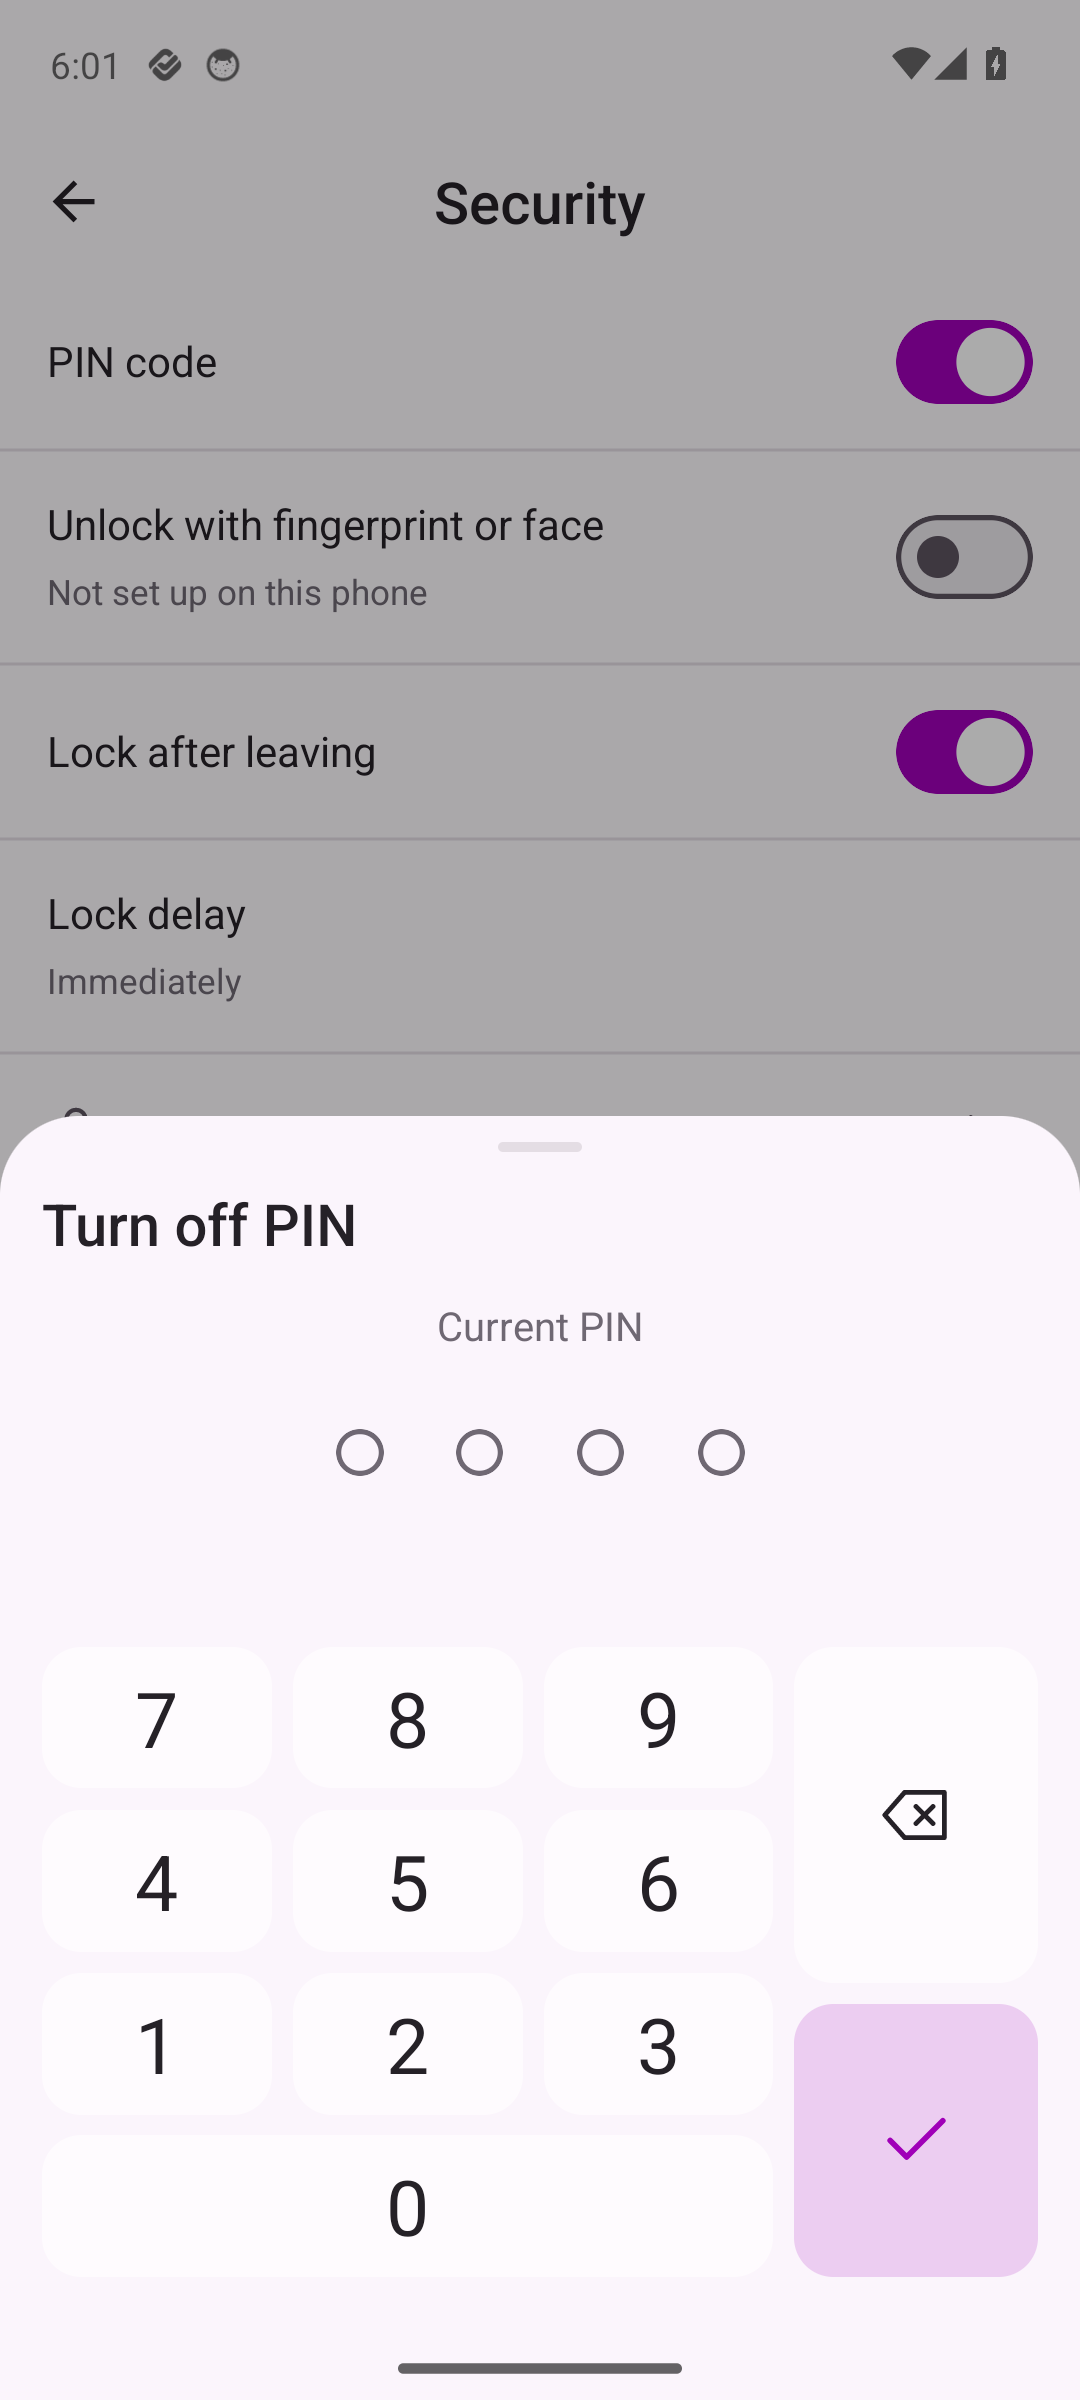 6:01
Security
PIN code
Unlock with fingerprint or face
Not set up on this phone
Lock after leaving
Lock delay
Immediately
Turn off PIN
Current PIN
7 8 9
4 5 6
1 2 3
0